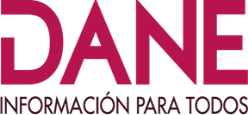 DANE
INFORMACIÓN PARA TODOS